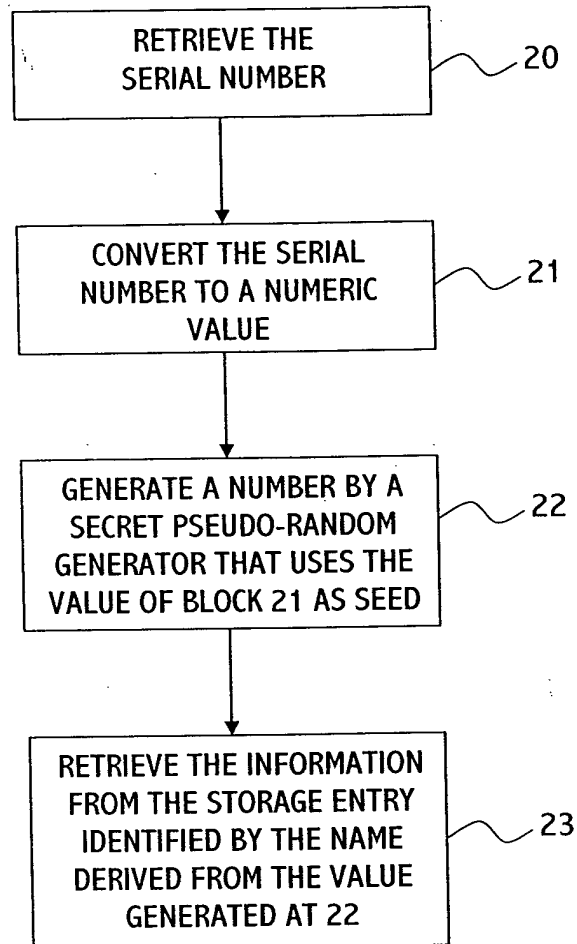 RETRIEVE THE
SERIAL NUMBER
20
CONVERT THE SERIAL
NUMBER TO A NUMERIC
VALUE
21
GENERATE A NUMBER BY A
SECRET PSEUDO-RANDOM
GENERATOR THAT USES THE
VALUE OF BLOCK 21 AS SEED
22
RETRIEVE THE INFORMATION
FROM THE STORAGE ENTRY
IDENTIFIED BY THE NAME
DERIVED FROM THE VALUE
GENERATED AT 22
23